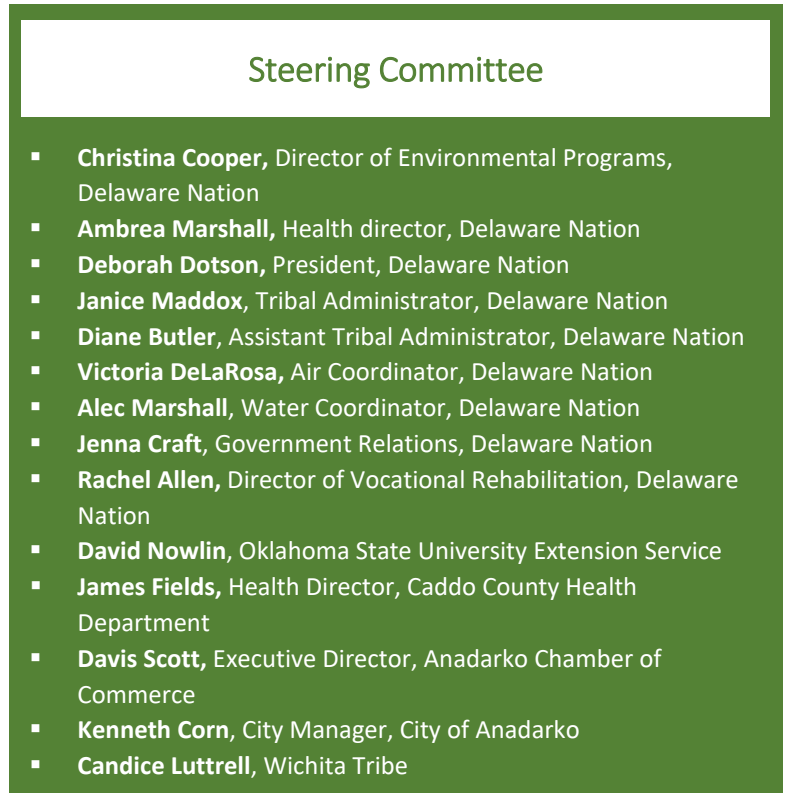 Steering Committee
▪ Christina Cooper, Director of Environmental Programs,
Delaware Nation
▪ Ambrea Marshall, Health director, Delaware Nation
▪ Deborah Dotson, President, Delaware Nation
▪ Janice Maddox, Tribal Administrator, Delaware Nation
▪ Diane Butler, Assistant Tribal Administrator, Delaware Nation
▪ Victoria DeLaRosa, Air Coordinator, Delaware Nation
▪ Alec Marshall, Water Coordinator, Delaware Nation
▪ Jenna Craft, Government Relations, Delaware Nation
▪ Rachel Allen, Director of Vocational Rehabilitation, Delaware
Nation
▪ David Nowlin, Oklahoma State University Extension Service
▪ James Fields, Health Director, Caddo County Health
Department
▪ Davis Scott, Executive Director, Anadarko Chamber of
Commerce
▪ Kenneth Corn, City Manager, City of Anadarko
▪ Candice Luttrell, Wichita Tribe